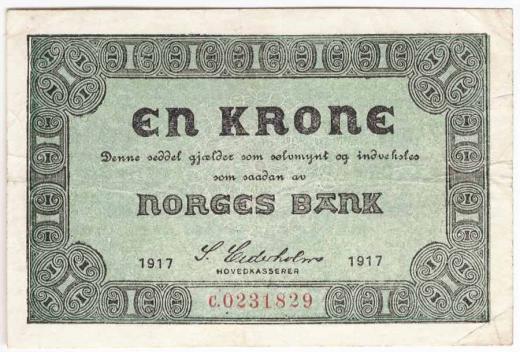 EN KRONE
Denne seddel gjælder som sølvmynt og indveksles
som saadan av
NORGES BANK
1917 S. Cederholm 1917
HOVEDKASSERER
C.0231829